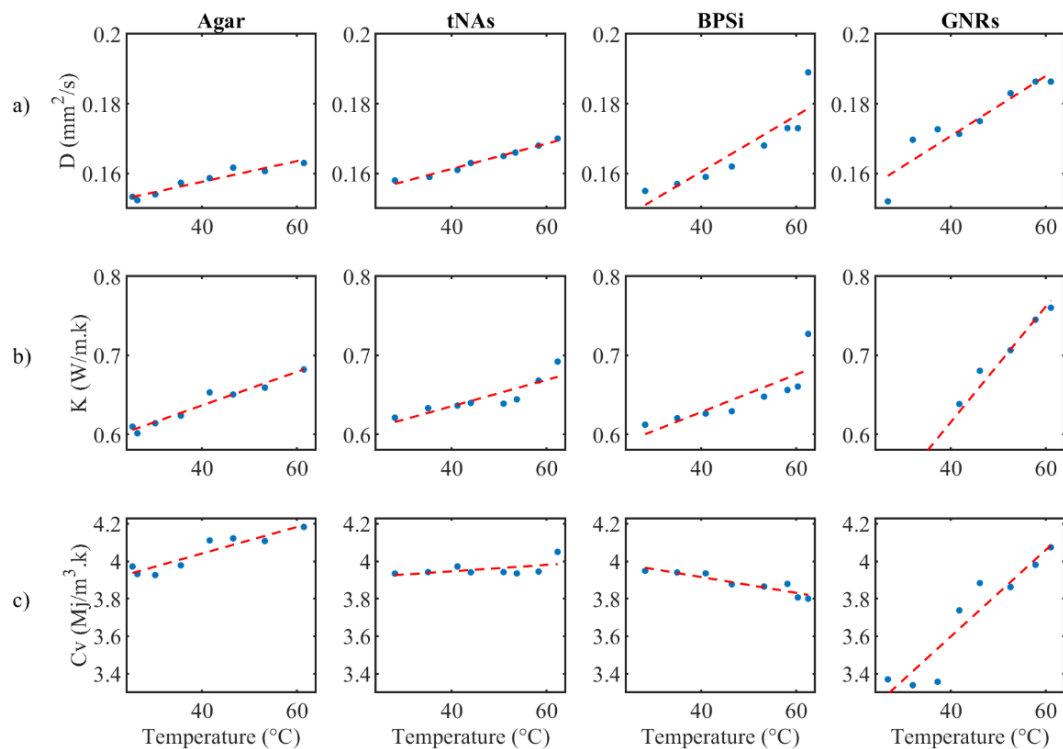 Agar tNAs BPSi GNRs
a)
D (mm²/s)
0.2 0.2 0.2 0.2
0.18 0.18 0.18 0.18
0.16 0.16 0.16 0.16
40 60 40 60 40 60 40 60
b)
K (W/m.k)
0.8 0.8 0.8 0.8
0.7 0.7 0.7 0.7
0.6 0.6 0.6 0.6
40 60 40 60 40 60 40 60
c)
Cv (Mj/m³.k)
4.2 4.2 4.2 4.2
4 4 4 4
3.8 3.8 3.8 3.8
3.6 3.6 3.6 3.6
3.4 3.4 3.4 3.4
40 60 40 60 40 60 40 60
Temperature (°C) Temperature (°C) Temperature (°C) Temperature (°C)